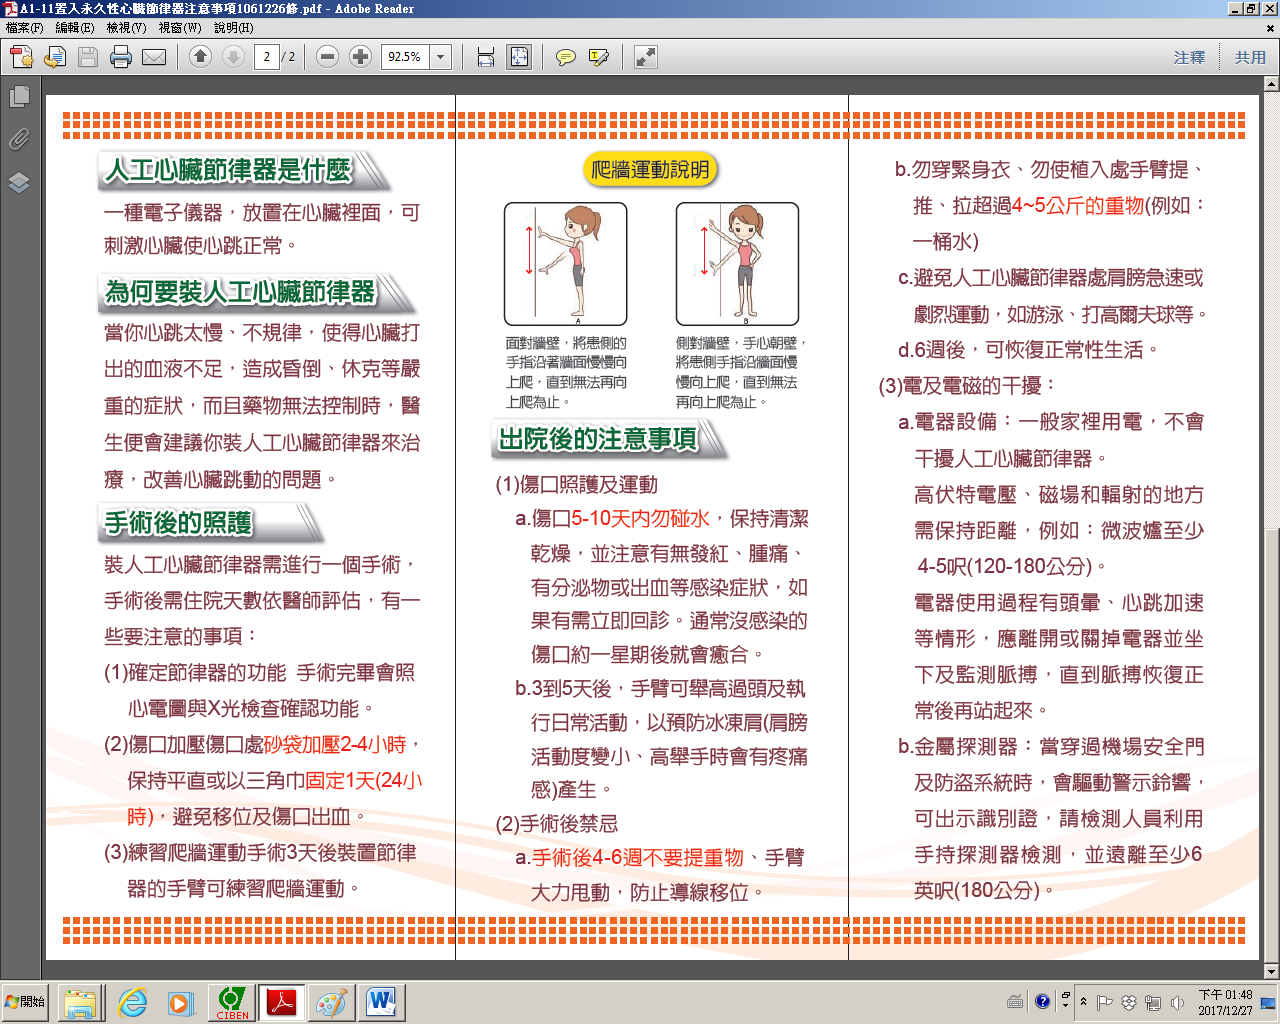 A1-11置入永久性心臟節律器注意事項1061226修.pdf - Adobe Reader
檔案(F) 編輯(E) 檢視(V) 視窗(W) 說明(H)
2 / 2 92.5% 注釋 共用
人工心臟節律器是什麼
一種電子儀器，放置在心臟裡面，可
刺激心臟使心跳正常。
為何要裝人工心臟節律器
當你心跳太慢、不規律，使得心臟打
出的血液不足，造成昏倒、休克等嚴
重的症狀，而且藥物無法控制時，醫
生便會建議你裝人工心臟節律器來治
療，改善心臟跳動的問題。
手術後的照護
裝人工心臟節律器需進行一個手術，
手術後需住院天數依醫師評估，有一
些要注意的事項：
(1)確定節律器的功能 手術完畢會照
心電圖與X光檢查確認功能。
(2)傷口加壓傷口處砂袋加壓2-4小時，
保持平直或以三角巾固定1天(24小
時)，避免移位及傷口出血。
(3)練習爬牆運動手術3天後裝置節律
器的手臂可練習爬牆運動。
爬牆運動說明
A
B
面對牆壁，將患側的
手指沿著牆面慢慢向
上爬，直到無法再向
上爬為止。
側對牆壁，手心朝壁，
將患側手指沿牆面慢
慢向上爬，直到無法
再向上爬為止。
出院後的注意事項
(1)傷口照護及運動
a.傷口5-10天內勿碰水，保持清潔
乾燥，並注意有無發紅、腫痛、
有分泌物或出血等感染症狀，如
果有需立即回診。通常沒感染的
傷口約一星期後就會癒合。
b.3到5天後，手臂可舉高過頭及執
行日常活動，以預防冰凍肩(肩膀
活動度變小、高舉手時會有疼痛
感)產生。
(2)手術後禁忌
a.手術後4-6週不要提重物、手臂
大力甩動，防止導線移位。
b.勿穿緊身衣、勿使植入處手臂提、
推、拉超過4~5公斤的重物(例如：
一桶水)
c.避免人工心臟節律器處肩膀急速或
劇烈運動，如游泳、打高爾夫球等。
d.6週後，可恢復正常性生活。
(3)電及電磁的干擾：
a.電器設備：一般家裡用電，不會
干擾人工心臟節律器。
高伏特電壓、磁場和輻射的地方
需保持距離，例如：微波爐至少
4-5呎(120-180公分)。
電器使用過程有頭暈、心跳加速
等情形，應離開或關掉電器並坐
下及監測脈搏，直到脈搏恢復正
常後再站起來。
b.金屬探測器：當穿過機場安全門
及防盜系統時，會驅動警示鈴響，
可出示識別證，請檢測人員利用
手持探測器檢測，並遠離至少6
英呎(180公分)。
開始 CIBEN 下午 01:48
2017/12/27